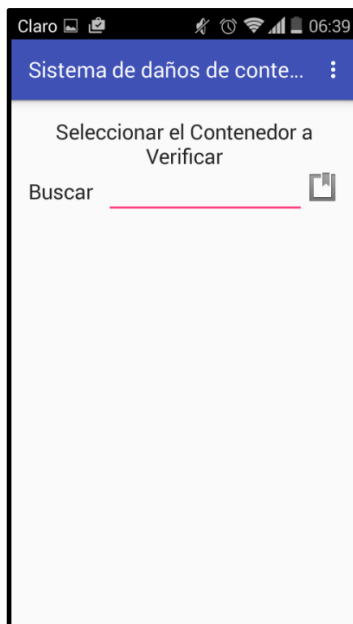 Claro 06:39
Sistema de daños de conte...
Seleccionar el Contenedor a
Verificar
Buscar